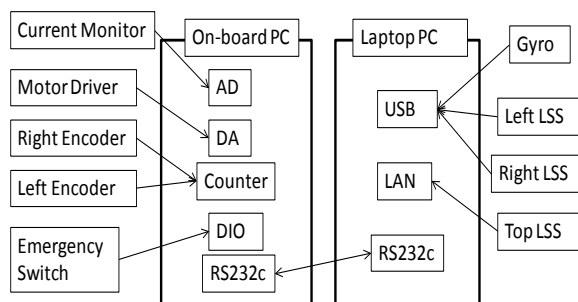 Current Monitor
Motor Driver
Right Encoder
Left Encoder
Emergency
Switch
On-board PC
AD
DA
Counter
DIO
RS232c
Laptop PC
USB
LAN
RS232c
Gyro
Left LSS
Right LSS
Top LSS